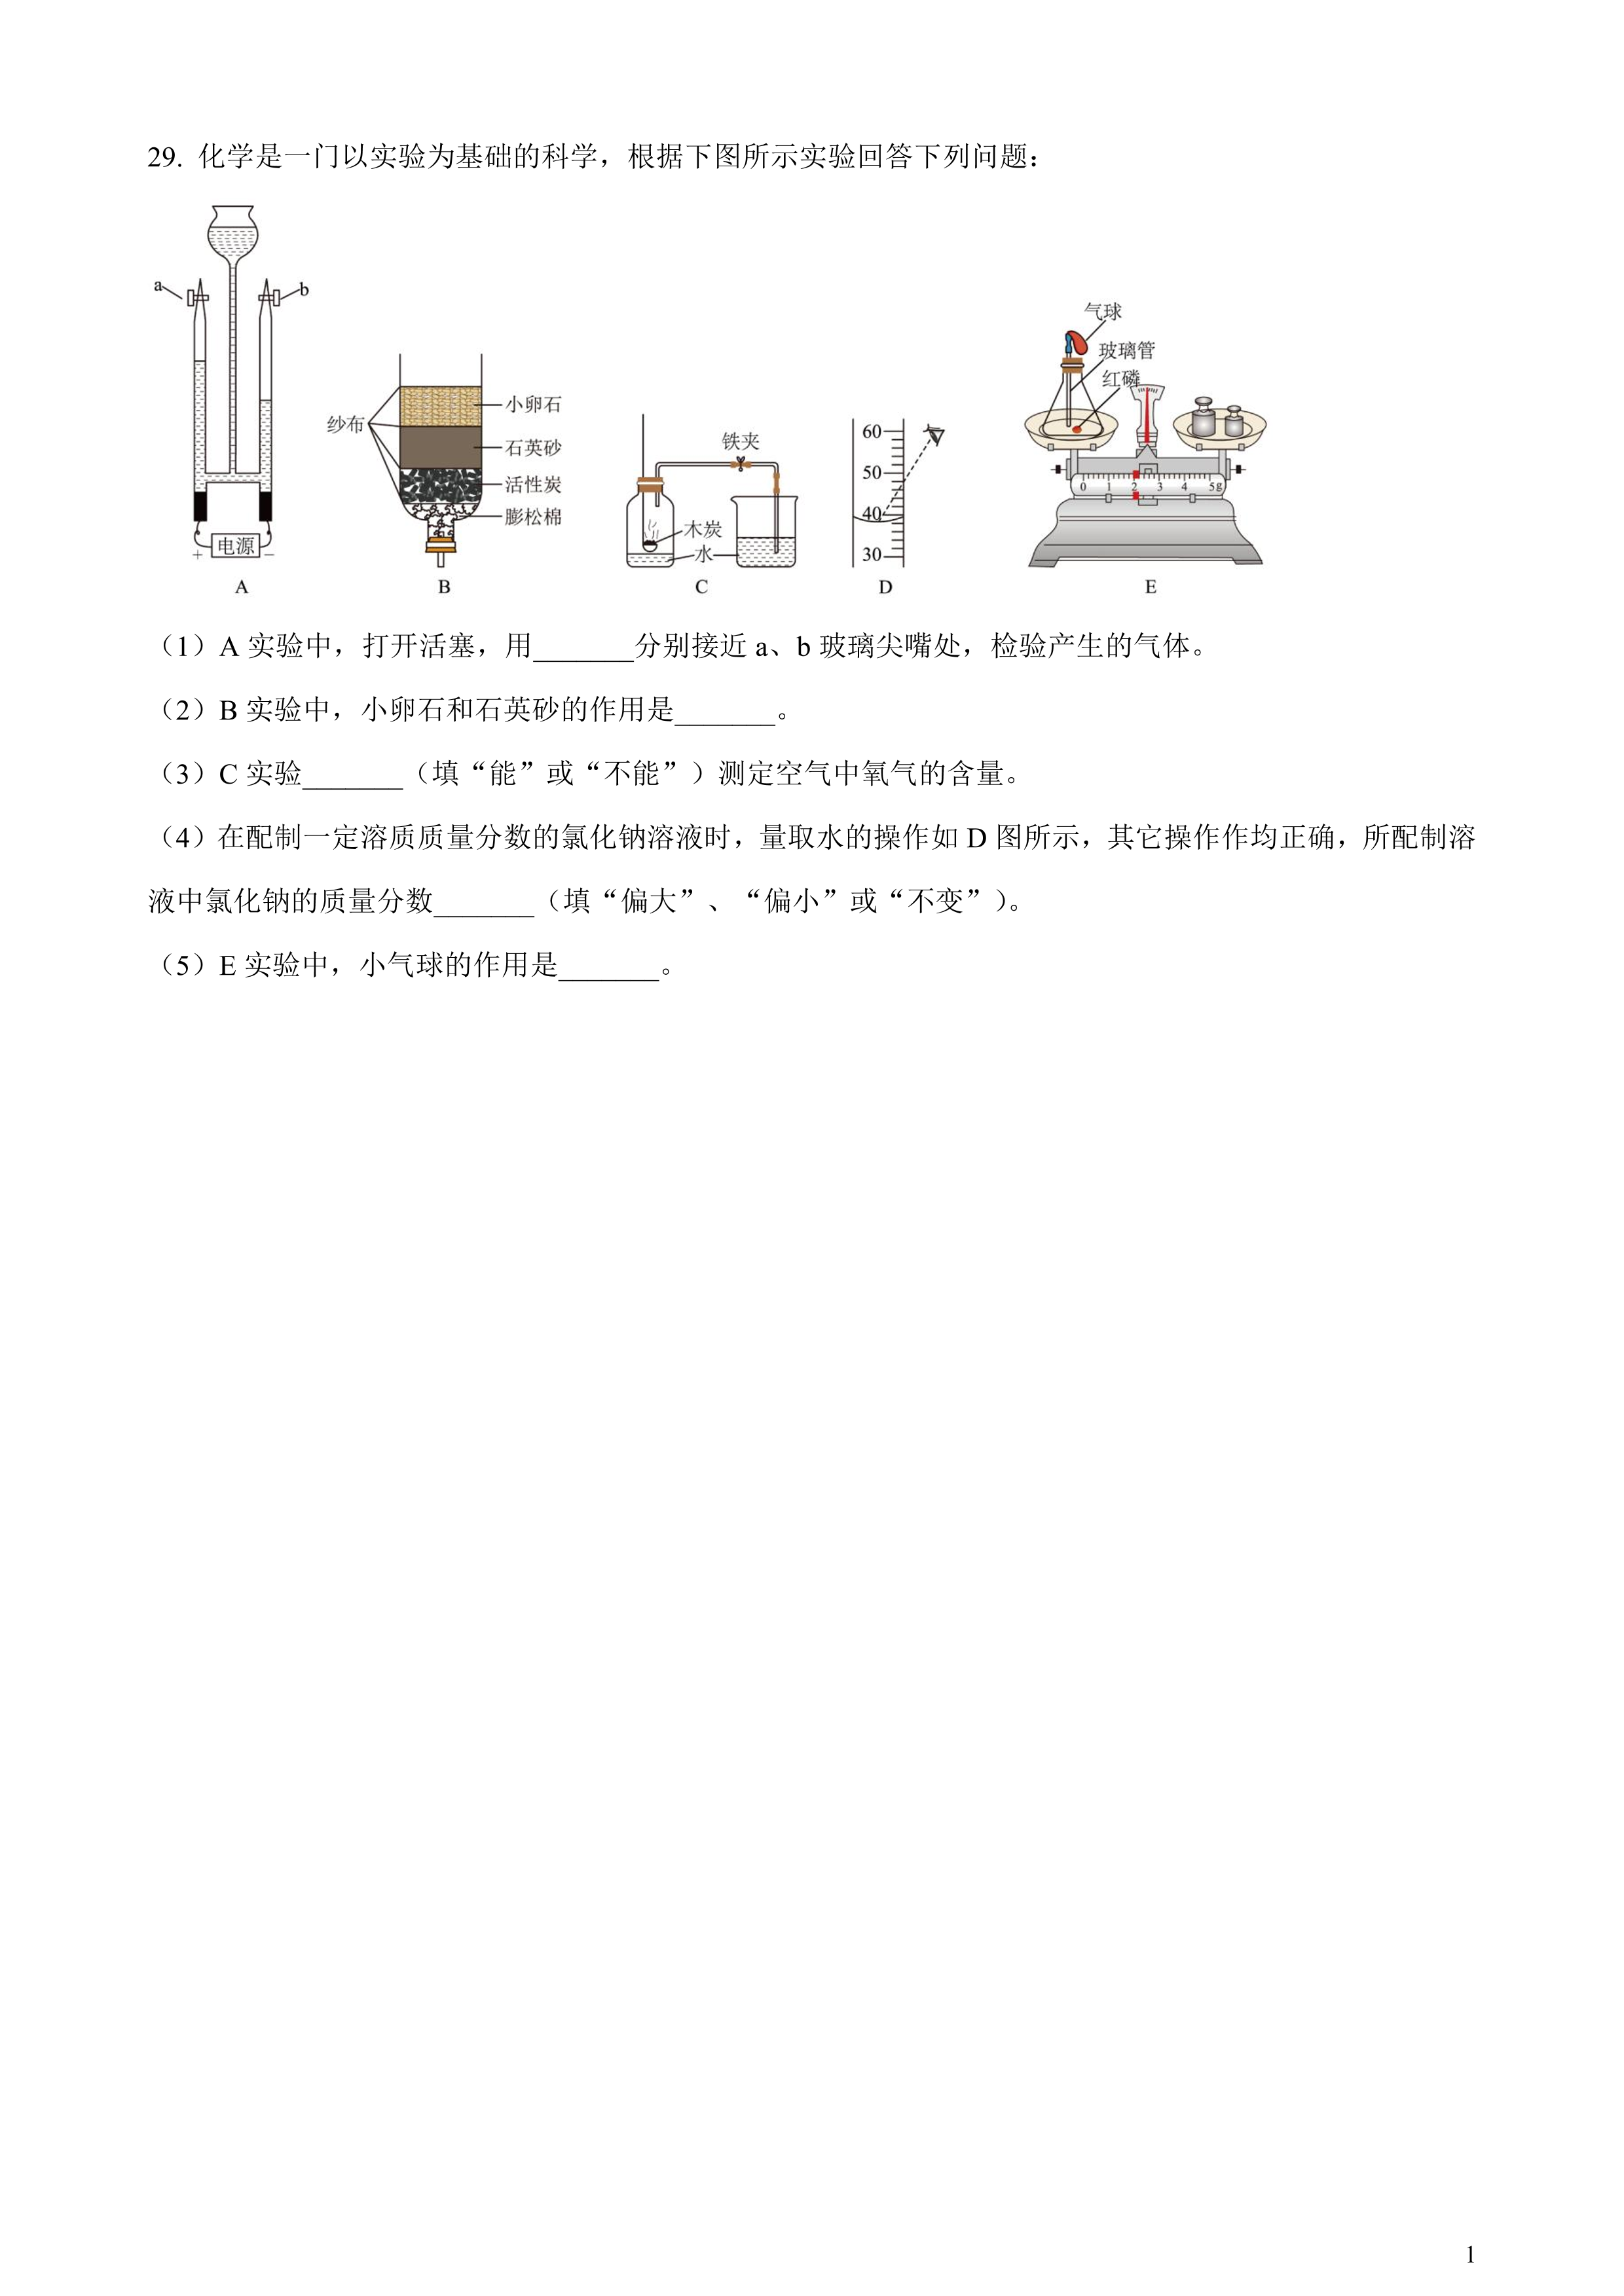 29. 化学是一门以实验为基础的科学，根据下图所示实验回答下列问题：
a
b
电源
+
−
A
纱布
小卵石
石英砂
活性炭
膨松棉
B
铁夹
木炭
水
C
60
50
40
30
D
气球
玻璃管
红磷
0 1 2 3 4 5g
E
（1）A 实验中，打开活塞，用_______分别接近 a、b 玻璃尖嘴处，检验产生的气体。
（2）B 实验中，小卵石和石英砂的作用是_______。
（3）C 实验_______（填“能”或“不能”）测定空气中氧气的含量。
（4）在配制一定溶质质量分数的氯化钠溶液时，量取水的操作如 D 图所示，其它操作作均正确，所配制溶
液中氯化钠的质量分数_______（填“偏大”、“偏小”或“不变”）。
（5）E 实验中，小气球的作用是_______。
1